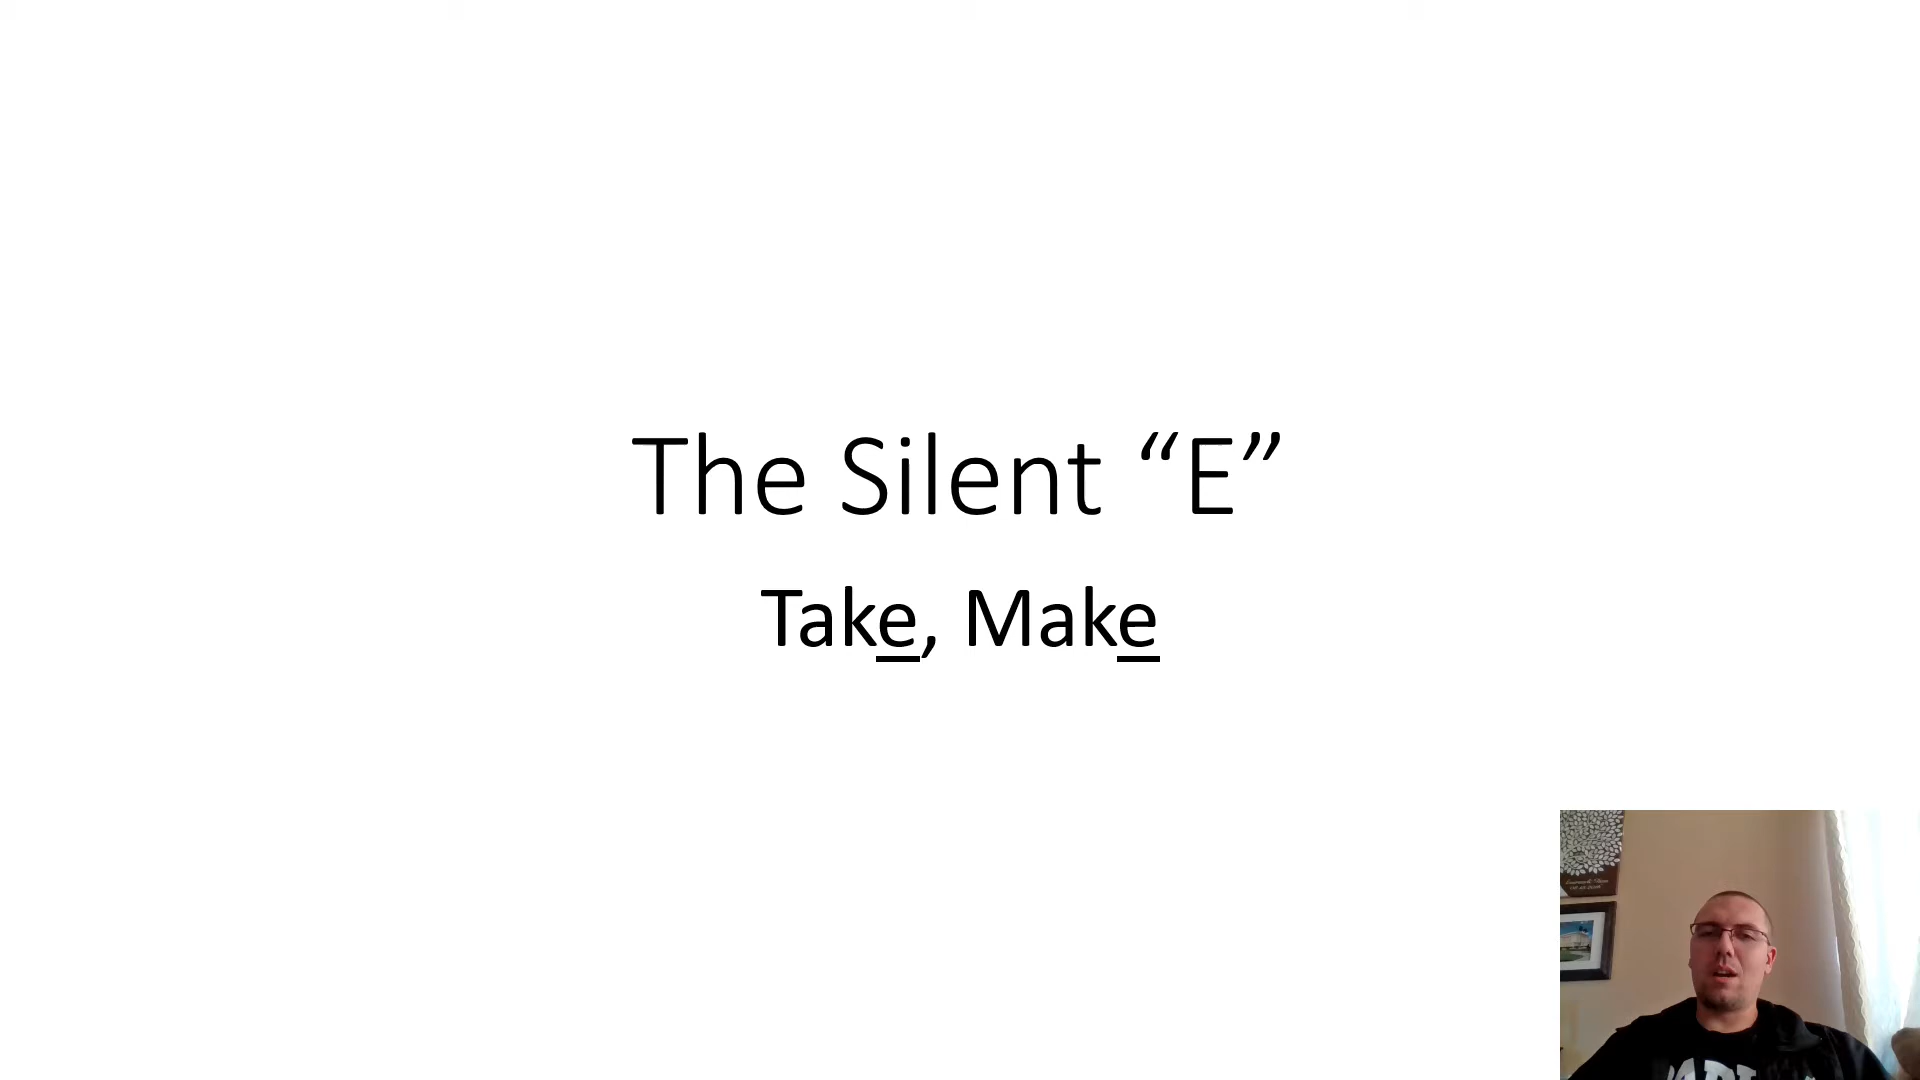 The Silent “E”
Take, Make